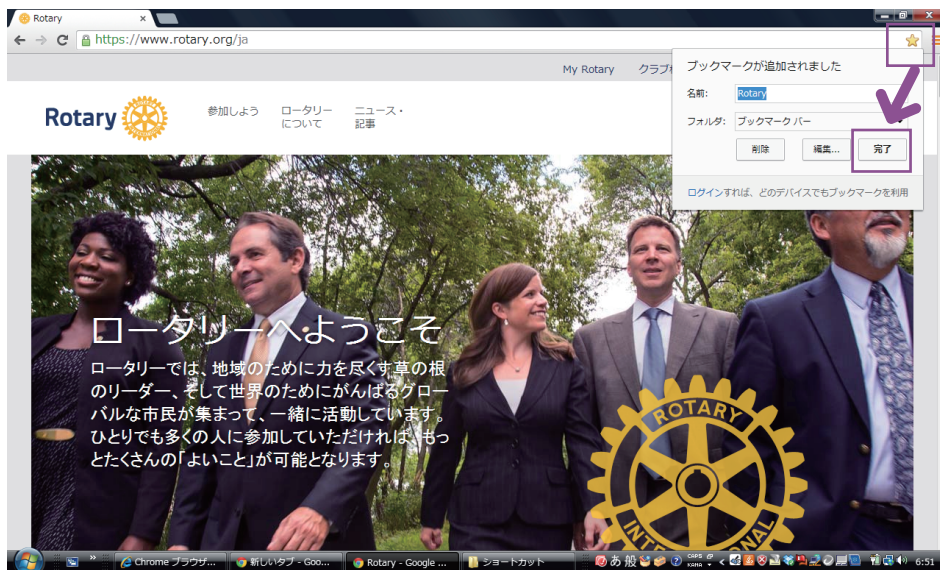 Rotary
https://www.rotary.org/ja
My Rotary
ブックマークが追加されました
名前: Rotary
フォルダ: ブックマーク バー
削除 編集... 完了
ログインすれば、どのデバイスでもブックマークを利用
Rotary
参加しよう
ロータリーについて
ニュース・記事
ロータリーへようこそ
ロータリーでは、地域のために力を尽くす草の根
のリーダー、そして世界のためにがんばるグロー
バルな市民が集まって、一緒に活動しています。
ひとりでも多くの人に参加していただければ、もっ
とたくさんの「よいこと」が可能となります。
ROTARY
INTERNATIONAL
Chrome ブラウザ... 新しいタブ - Goo... Rotary - Google ... ショートカット あ 般 CAPS KANA 6:51